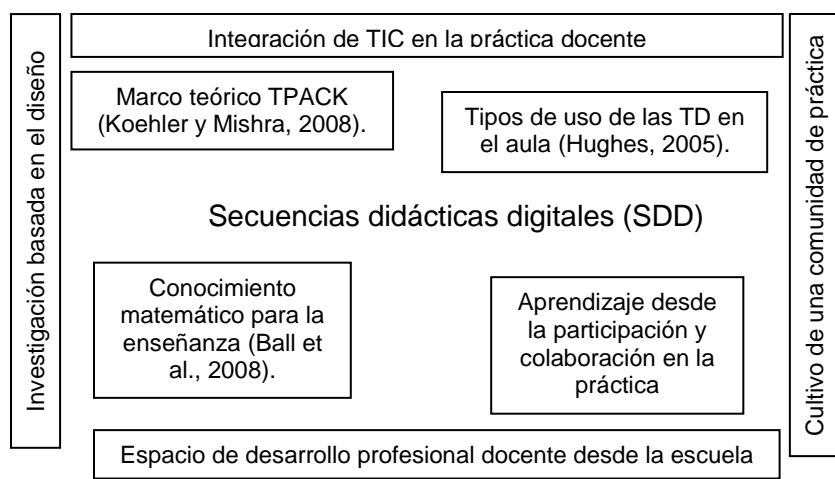 Integración de TIC en la práctica docente
Investigación basada en el diseño
Marco teórico TPACK
(Koehler y Mishra, 2008).
Tipos de uso de las TD en
el aula (Hughes, 2005).
Secuencias didácticas digitales (SDD)
Conocimiento
matemático para la
enseñanza (Ball et
al., 2008).
Aprendizaje desde
la participación y
colaboración en la
práctica
Cultivo de una comunidad de práctica
Espacio de desarrollo profesional docente desde la escuela